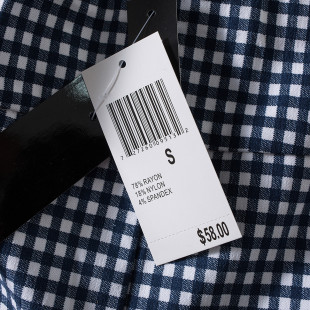 S
78% RAYON
18% NYLON
4% SPANDEX
$58.00